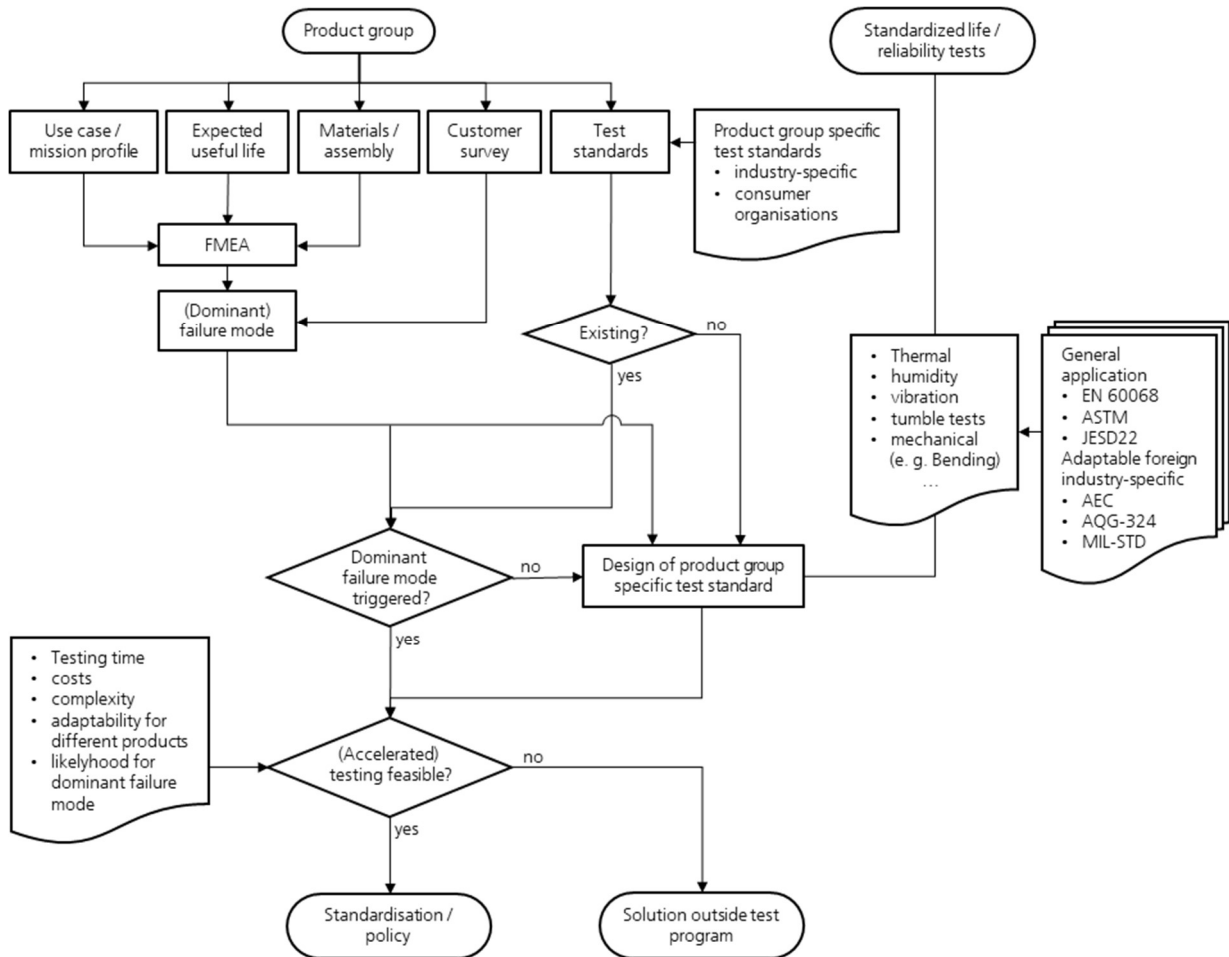 Product group
Standardized life /
reliability tests
Use case /
mission profile
Expected
useful life
Materials /
assembly
Customer
survey
Test
standards
Product group specific
test standards
• industry-specific
• consumer
organisations
FMEA
(Dominant)
failure mode
Existing?
no
yes
• Thermal
• humidity
• vibration
• tumble tests
• mechanical
(e. g. Bending)
...
General
application
• EN 60068
• ASTM
• JESD22
Adaptable foreign
industry-specific
• AEC
• AQG-324
• MIL-STD
Dominant
failure mode
triggered?
no
yes
Design of product group
specific test standard
• Testing time
• costs
• complexity
• adaptability for
different products
• likelyhood for
dominant failure
mode
(Accelerated)
testing feasible?
no
yes
Standardisation /
policy
Solution outside test
program